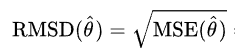 RMSD(θ̂) = √MSE(θ̂) =